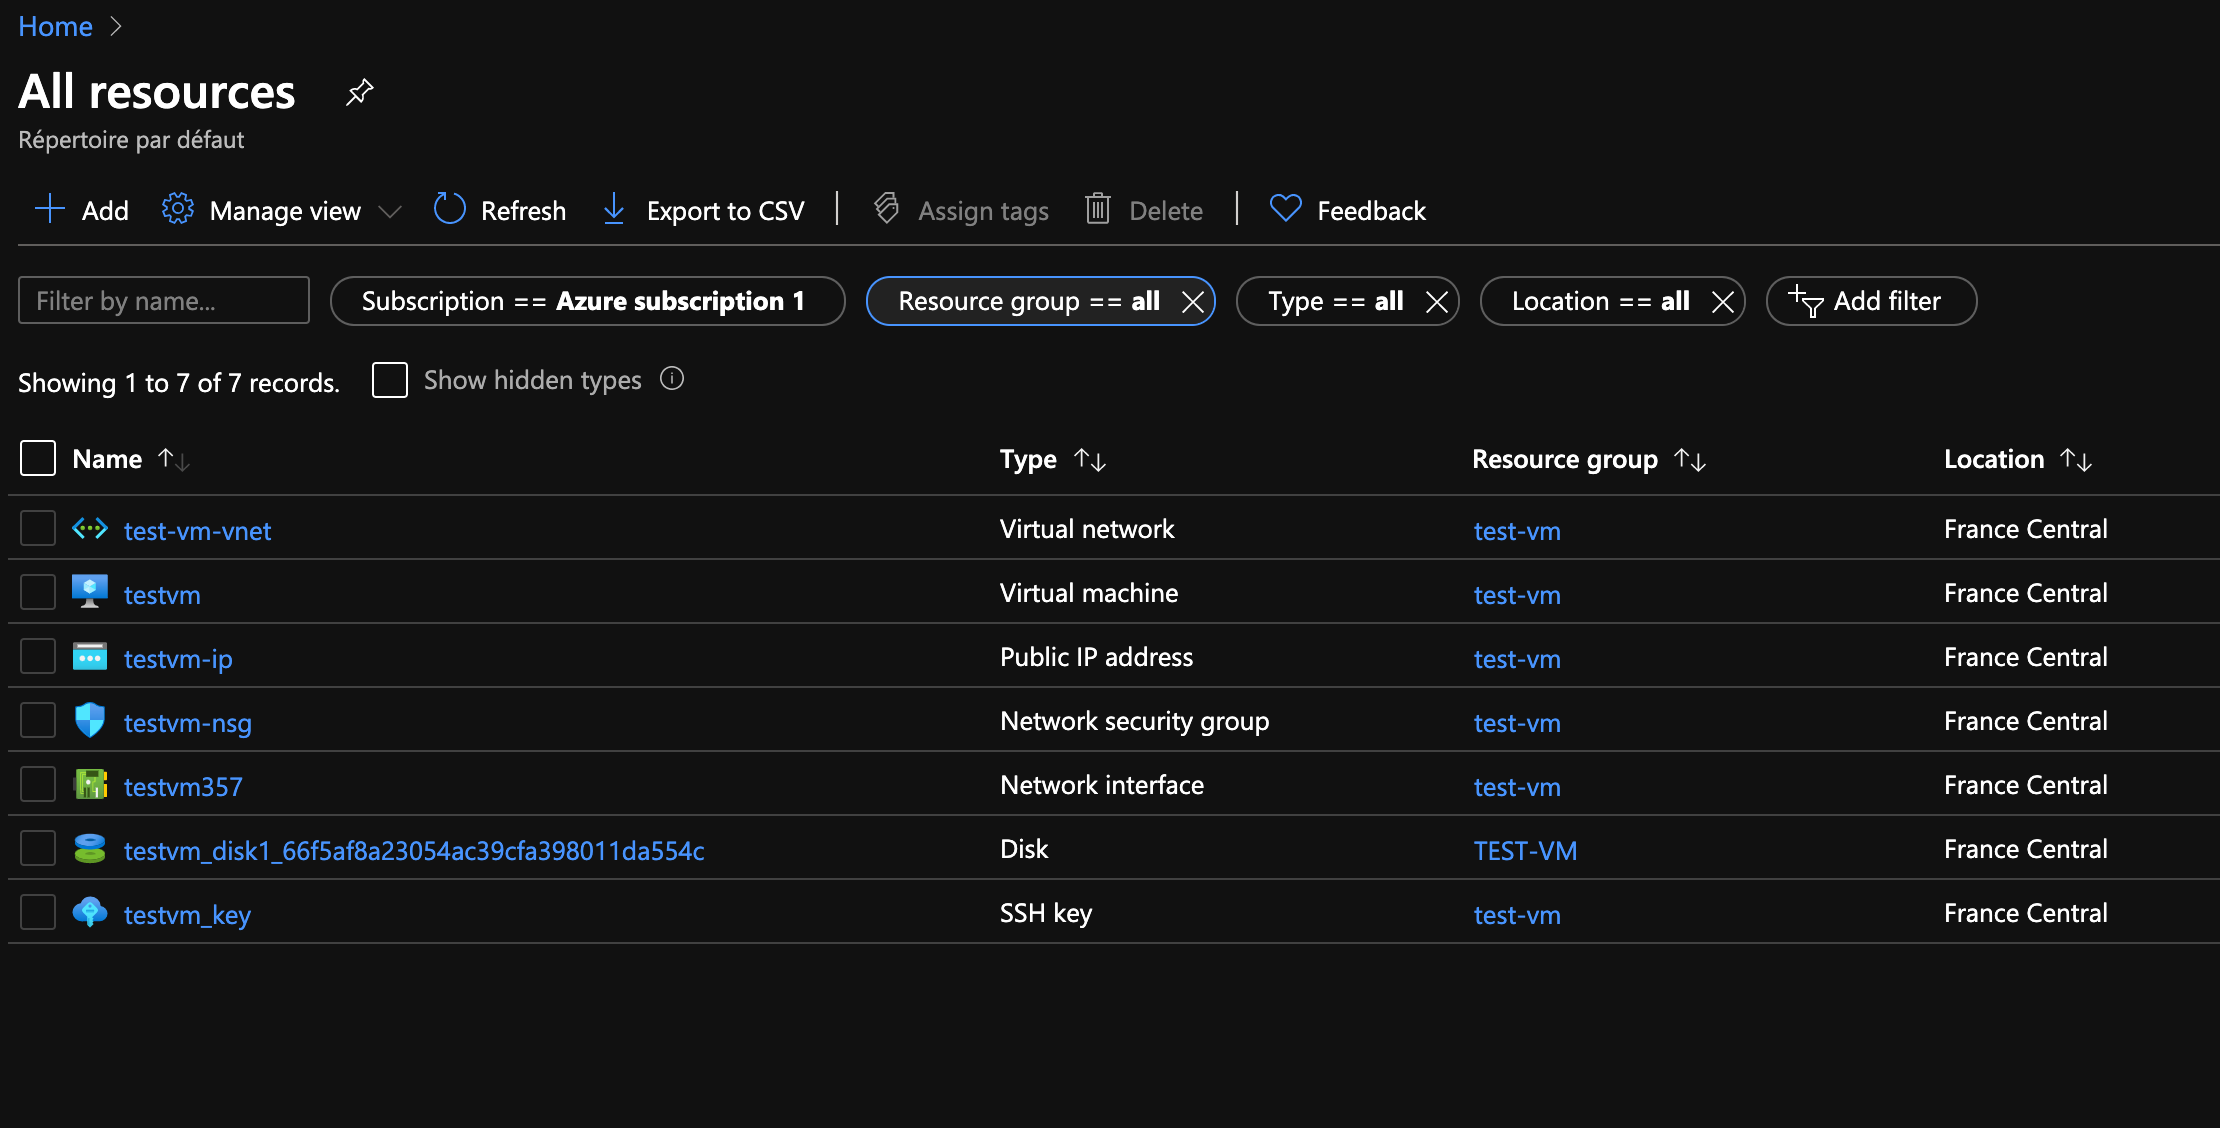 Home
All resources
Répertoire par défaut
Add Manage view Refresh Export to CSV Assign tags Delete Feedback
Filter by name... Subscription == Azure subscription 1 Resource group == all Type == all Location == all Add filter
Showing 1 to 7 of 7 records. Show hidden types
Name Type Resource group Location
test-vm-vnet Virtual network test-vm France Central
testvm Virtual machine test-vm France Central
testvm-ip Public IP address test-vm France Central
testvm-nsg Network security group test-vm France Central
testvm357 Network interface test-vm France Central
testvm_disk1_66f5af8a23054ac39cfa398011da554c Disk TEST-VM France Central
testvm_key SSH key test-vm France Central